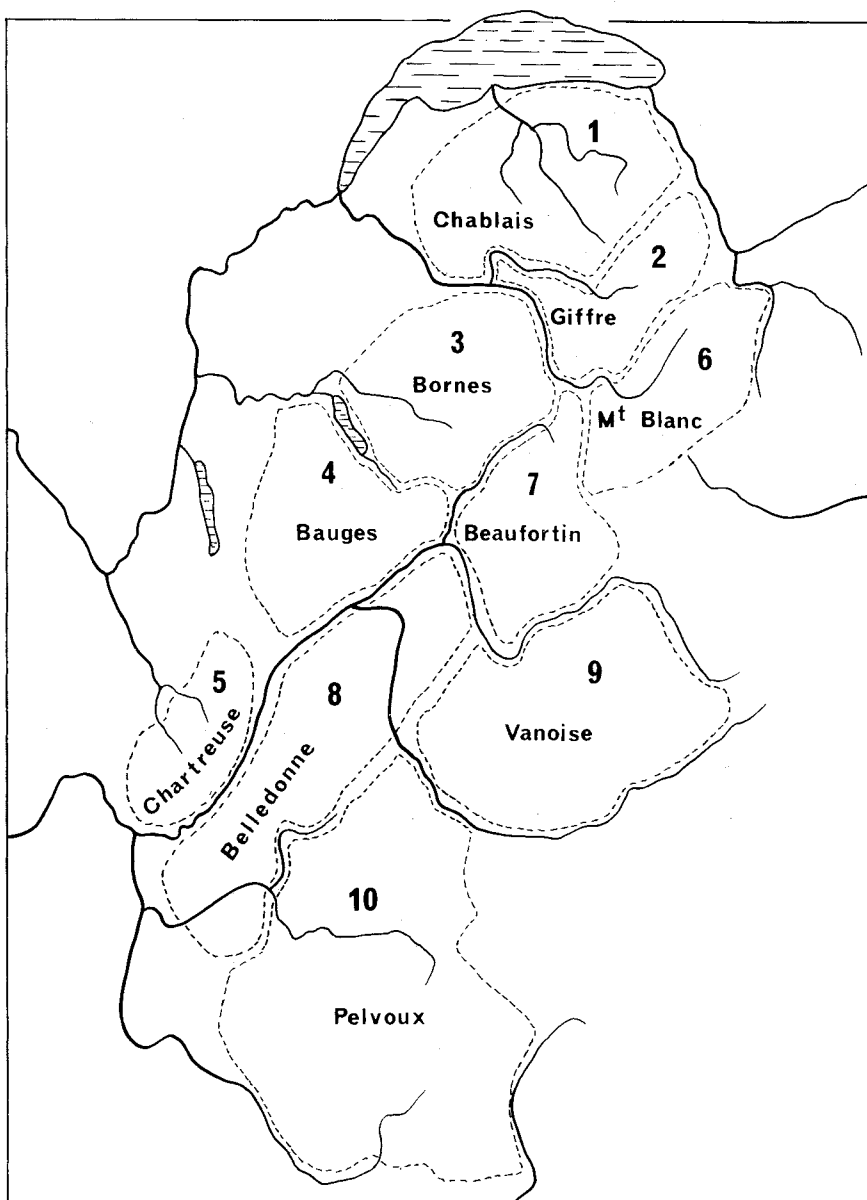 1
Chablais
2
Giffre
3
Bornes
6
Mt Blanc
4
Bauges
7
Beaufortin
5
Chartreuse
8
Belledonne
9
Vanoise
10
Pelvoux